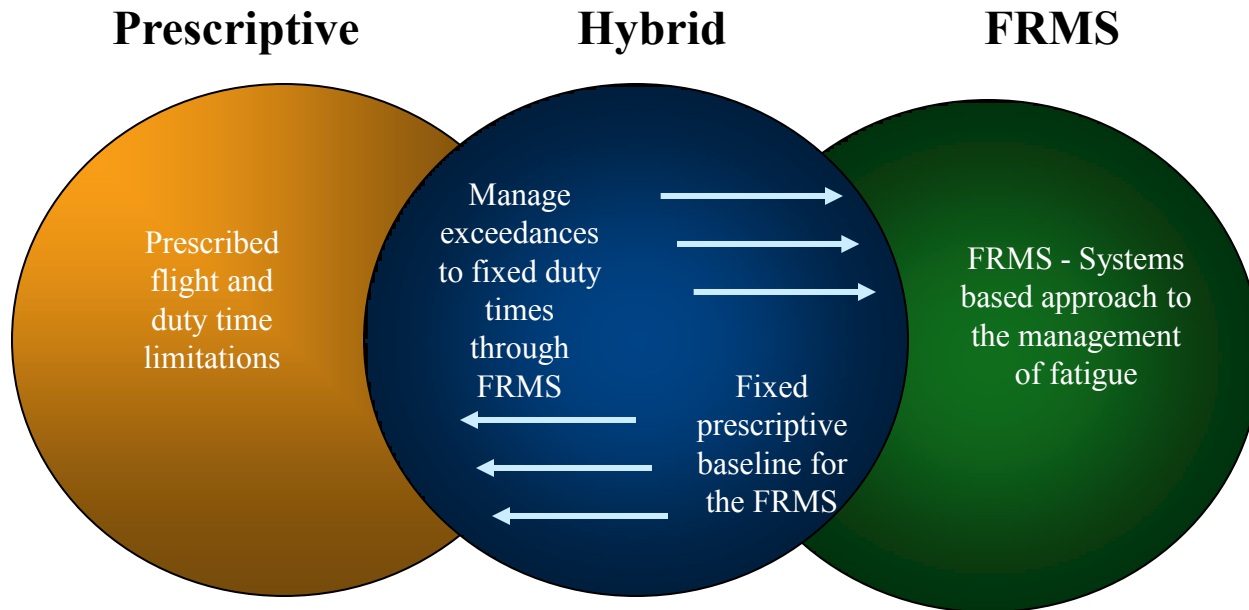 Prescriptive
Hybrid
FRMS
Prescribed
flight and
duty time
limitations
Manage
exceedances
to fixed duty
times
through
FRMS
Fixed
prescriptive
baseline for
the FRMS
FRMS - Systems
based approach to
the management
of fatigue